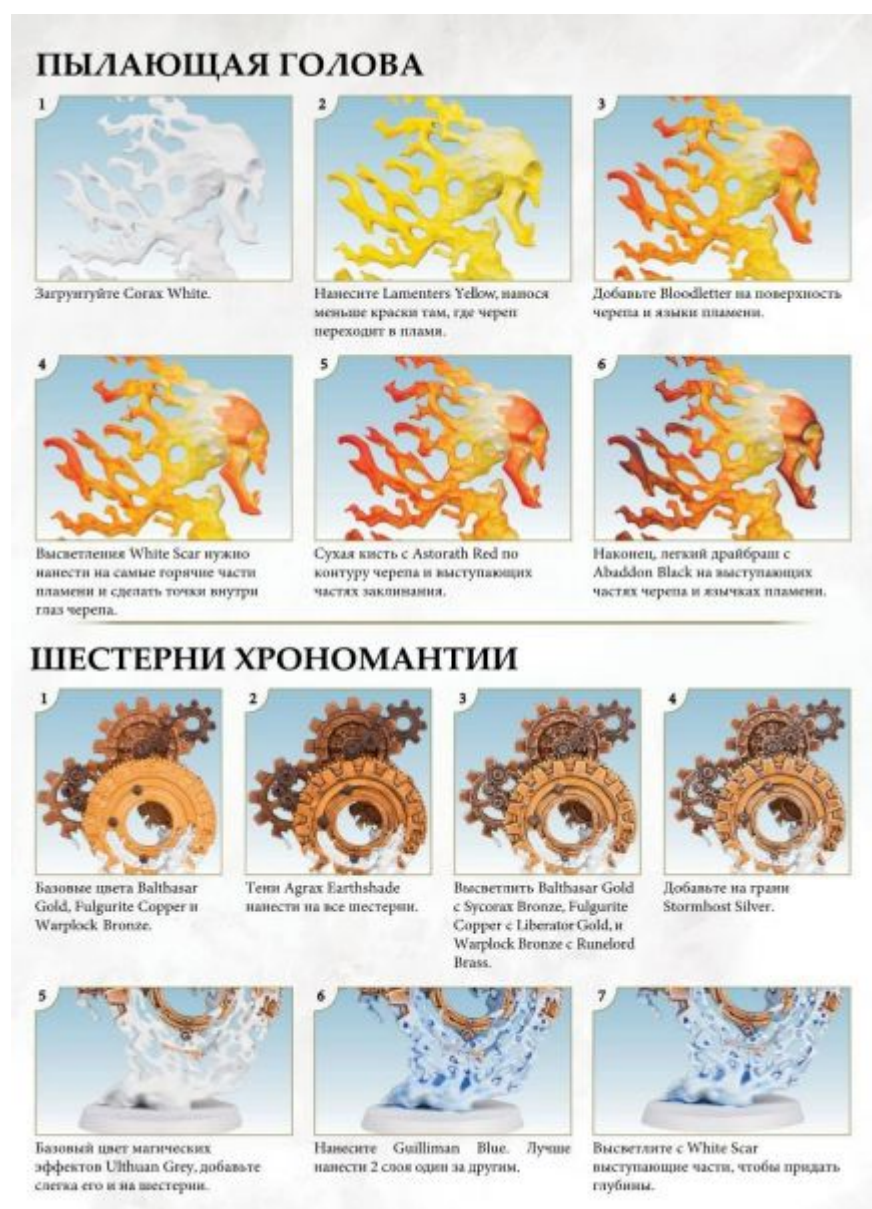 ПЫЛАЮЩАЯ ГОЛОВА
1
Загрунтуйте Corax White.
2
Нанесите Lamenters Yellow, нанося
меньше краски там, где череп
переходит в пламя.
3
Добавьте Bloodletter на поверхность
черепа и языки пламени.
4
Высветления White Scar нужно
нанести на самые горячие части
пламени и сделать точки внутри
глаз черепа.
5
Сухая кисть с Astorath Red по
контуру черепа и выступающих
частях заклинания.
6
Наконец, легкий драйбраш с
Abaddon Black на выступающих
частях черепа и язычках пламени.
ШЕСТЕРНИ ХРОНОМАНТИИ
1
Базовые цвета Balthasar
Gold, Fulgurite Copper и
Warplock Bronze.
2
Тени Agrax Earthshade
нанести на все шестерни.
3
Высветлить Balthasar Gold
с Sycorax Bronze, Fulgurite
Copper с Liberator Gold, и
Warplock Bronze с Runelord
Brass.
4
Добавьте на грани
Stormhost Silver.
5
Базовый цвет магических
эффектов Ulthuan Grey, добавьте
слегка его и на шестерни.
6
Нанесите Guilliman Blue. Лучше
нанести 2 слоя один за другим.
7
Высветлите с White Scar
выступающие части, чтобы придать
глубины.